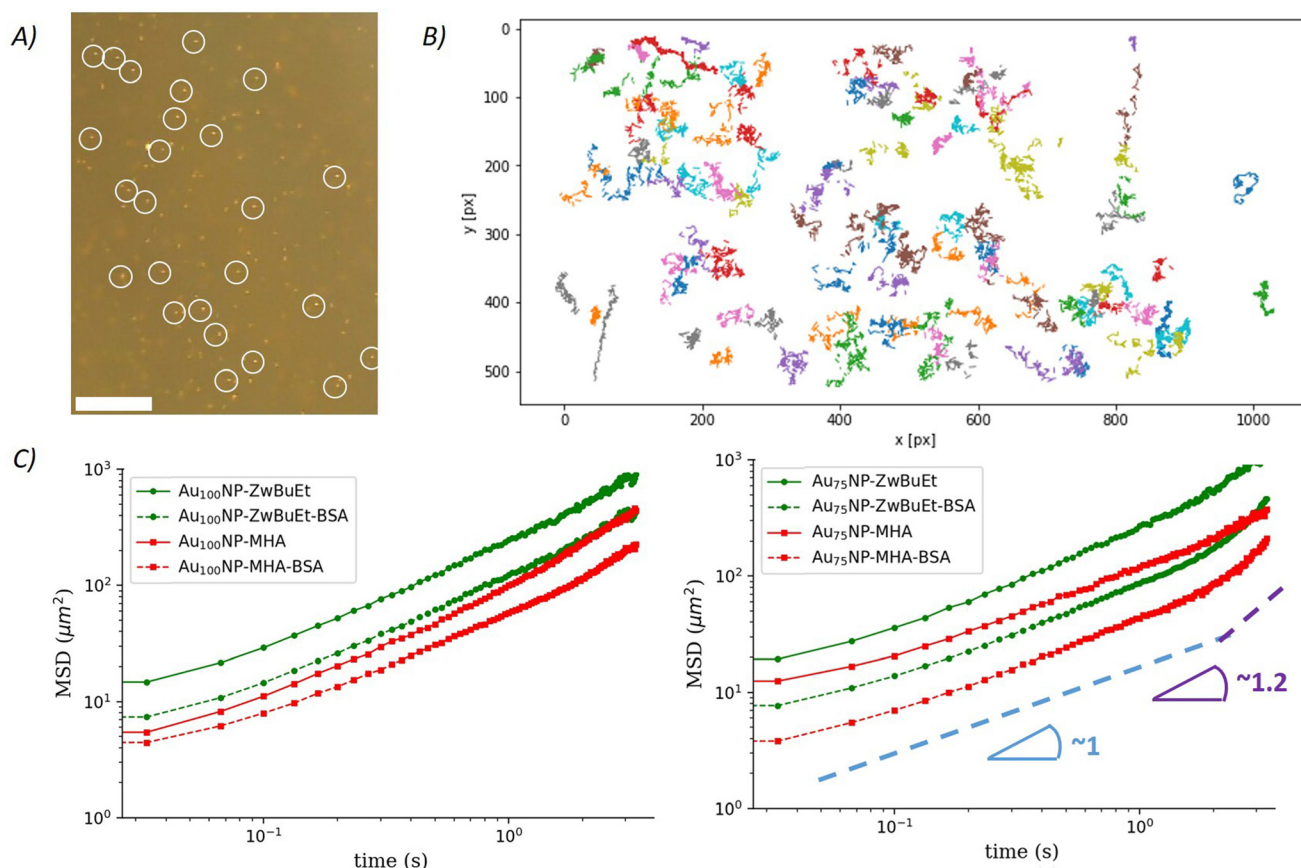 A)
B)
0
100
200
300
400
500
y [px]
0
200
400
600
800
1000
x [px]
C)
10³
10²
10¹
10⁰
MSD (μm²)
Au₁₀₀NP-ZwBuEt
Au₁₀₀NP-ZwBuEt-BSA
Au₁₀₀NP-MHA
Au₁₀₀NP-MHA-BSA
10⁻¹
10⁰
time (s)
10³
10²
10¹
10⁰
MSD (μm²)
Au₇₅NP-ZwBuEt
Au₇₅NP-ZwBuEt-BSA
Au₇₅NP-MHA
Au₇₅NP-MHA-BSA
~1.2
~1
10⁻¹
10⁰
time (s)